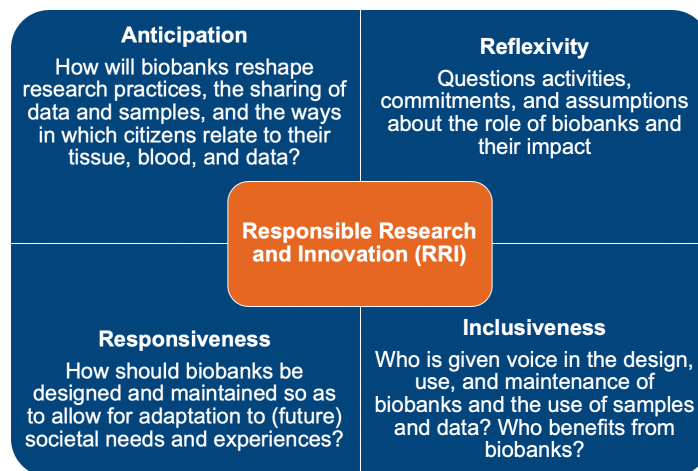 Anticipation
How will biobanks reshape
research practices, the sharing of
data and samples, and the ways
in which citizens relate to their
tissue, blood, and data?
Reflexivity
Questions activities,
commitments, and assumptions
about the role of biobanks and
their impact
Responsible Research
and Innovation (RRI)
Responsiveness
How should biobanks be
designed and maintained so as
to allow for adaptation to (future)
societal needs and experiences?
Inclusiveness
Who is given voice in the design,
use, and maintenance of
biobanks and the use of samples
and data? Who benefits from
biobanks?